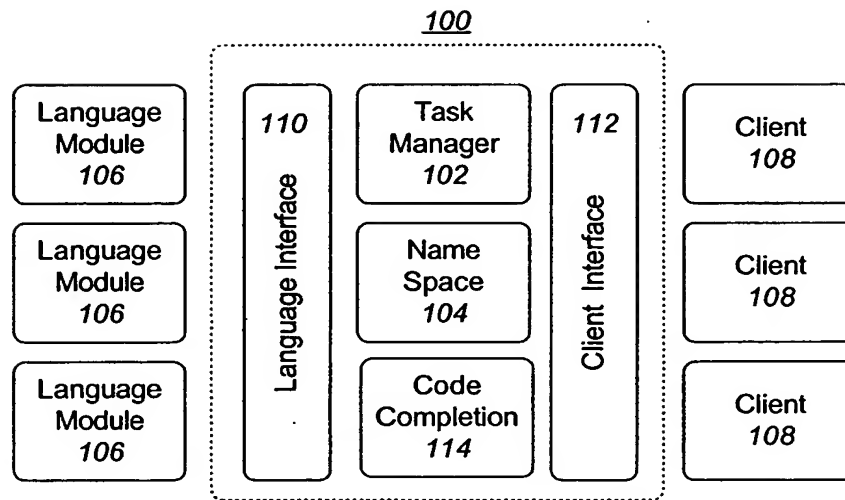 100
Language
Module
106
Language
Module
106
Language
Module
106
110
Language Interface
Task
Manager
102
Name
Space
104
Code
Completion
114
112
Client Interface
Client
108
Client
108
Client
108